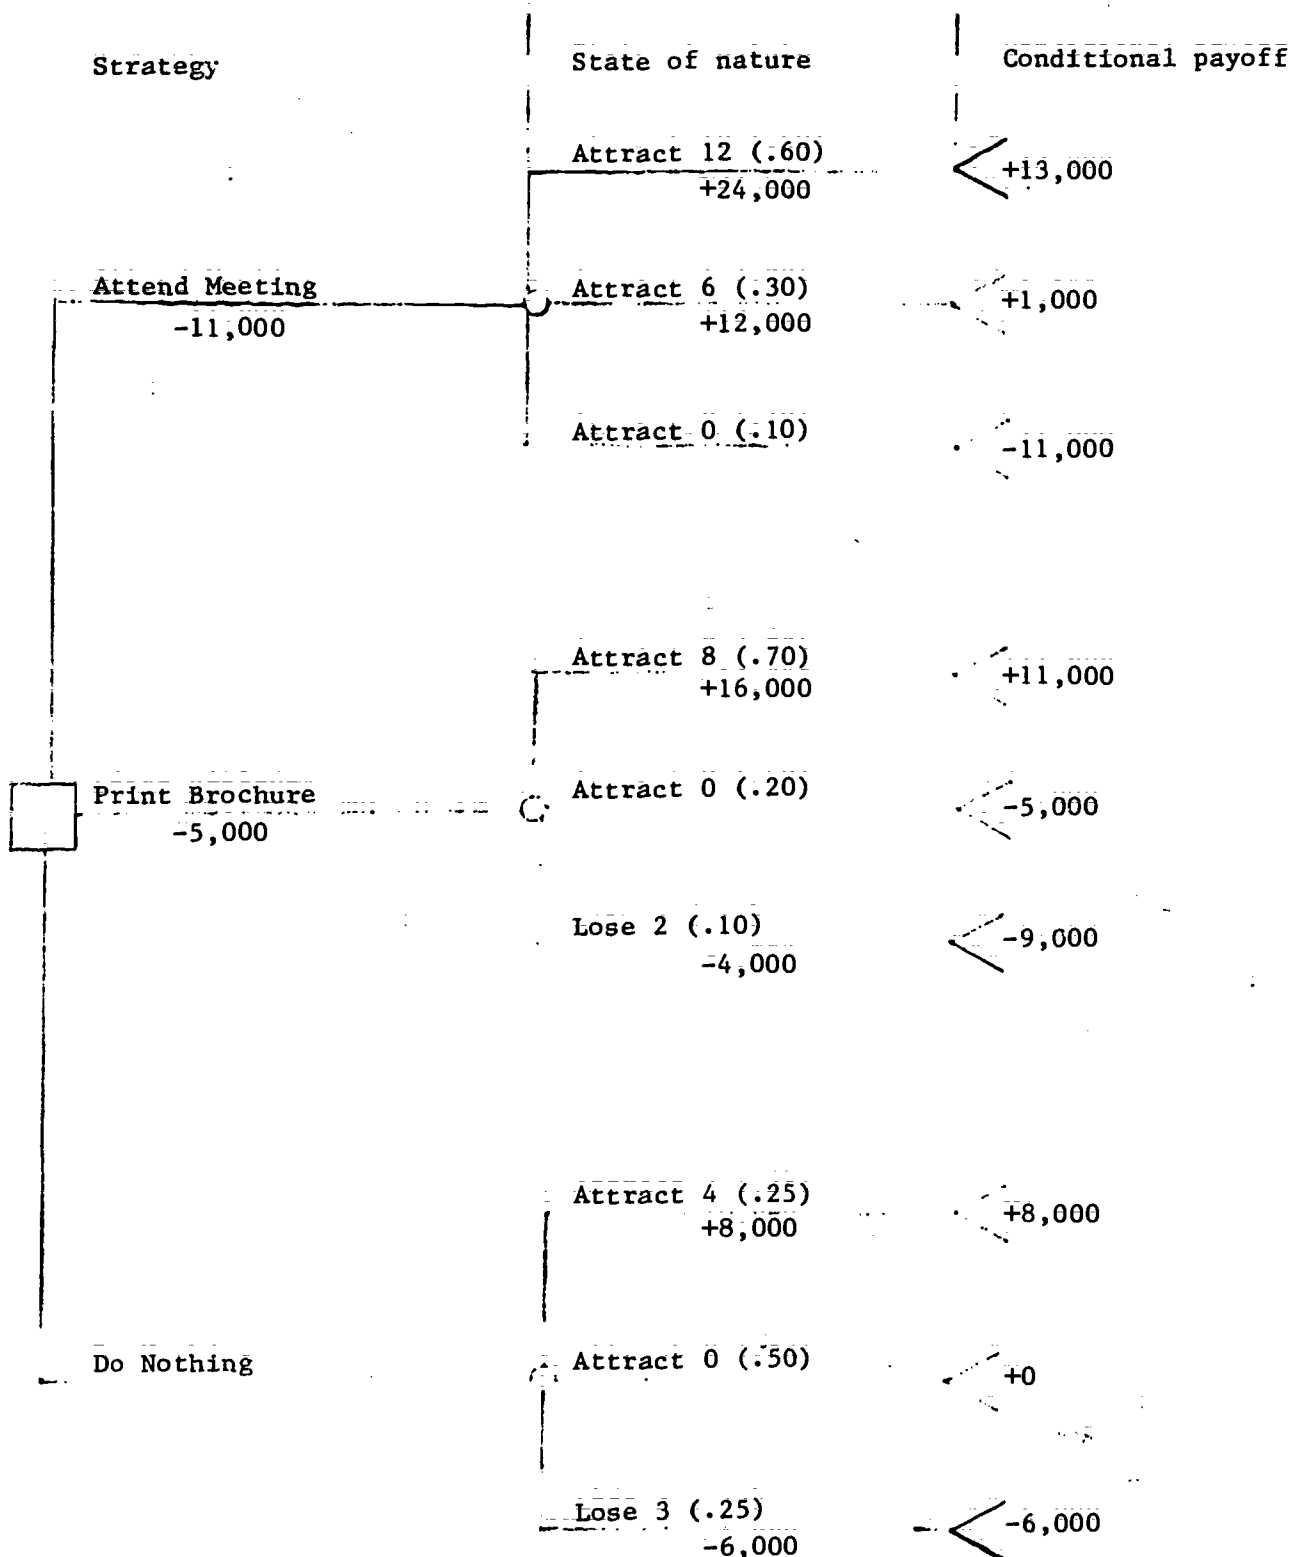 Strategy
State of nature
Conditional payoff
Attract 12 (.60)
+24,000
+13,000
Attend Meeting
-11,000
Attract 6 (.30)
+12,000
+1,000
Attract 0 (.10)
-11,000
Attract 8 (.70)
+16,000
+11,000
Print Brochure
-5,000
Attract 0 (.20)
-5,000
Lose 2 (.10)
-4,000
-9,000
Attract 4 (.25)
+8,000
+8,000
Do Nothing
Attract 0 (.50)
+0
Lose 3 (.25)
-6,000
-6,000